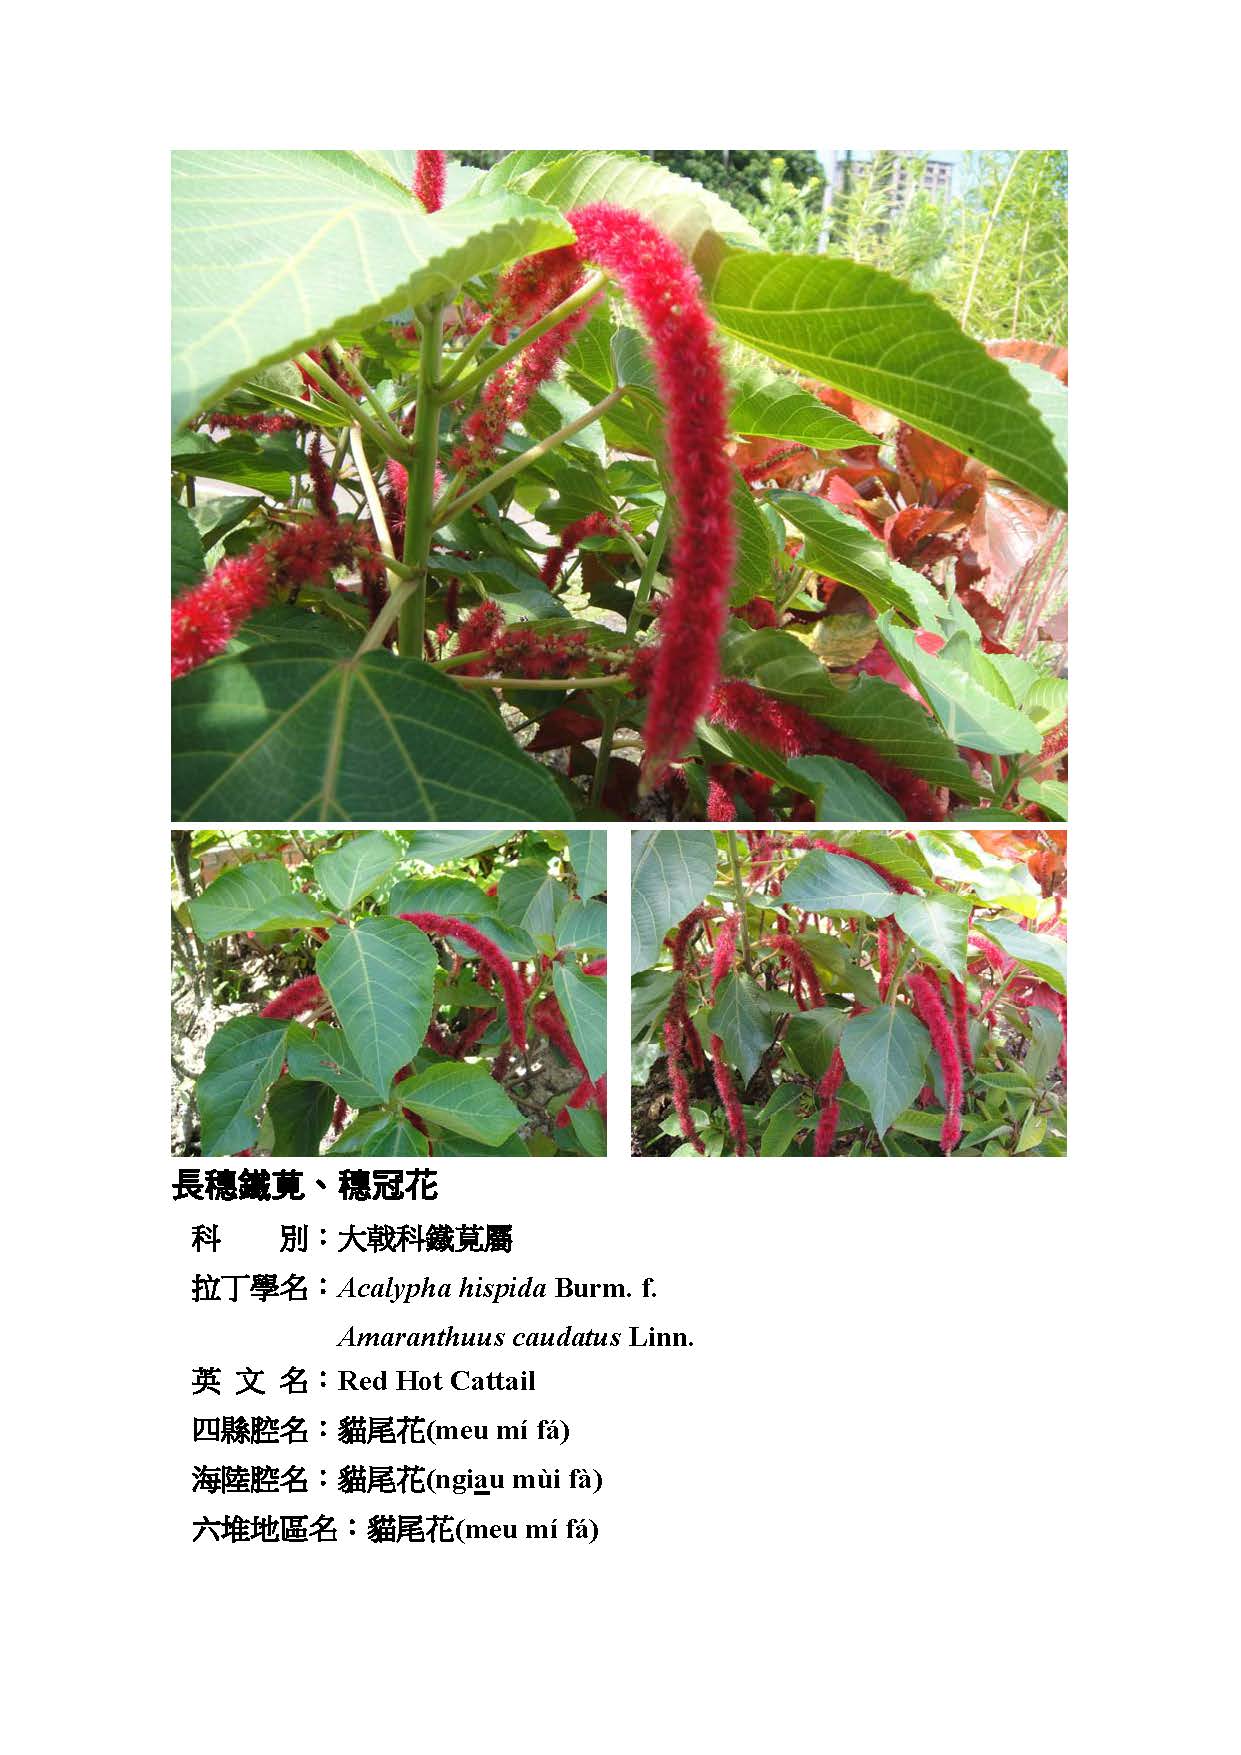 長穗鐵莧、穗冠花
科　　別：大戟科鐵莧屬
拉丁學名：Acalypha hispida Burm. f.
Amaranthuus caudatus Linn.
英 文 名：Red Hot Cattail
四縣腔名：貓尾花(meu mí fá)
海陸腔名：貓尾花(ngiau mùi fà)
六堆地區名：貓尾花(meu mí fá)